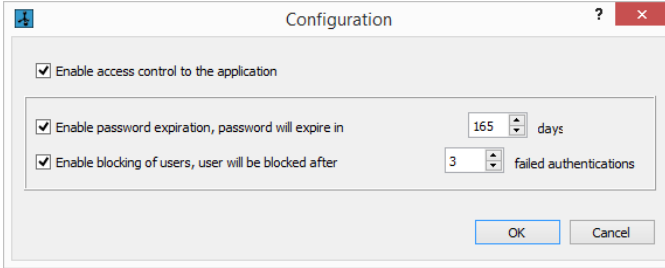 Configuration ? ×
Enable access control to the application
Enable password expiration, password will expire in 165 days
Enable blocking of users, user will be blocked after 3 failed authentications
OK Cancel